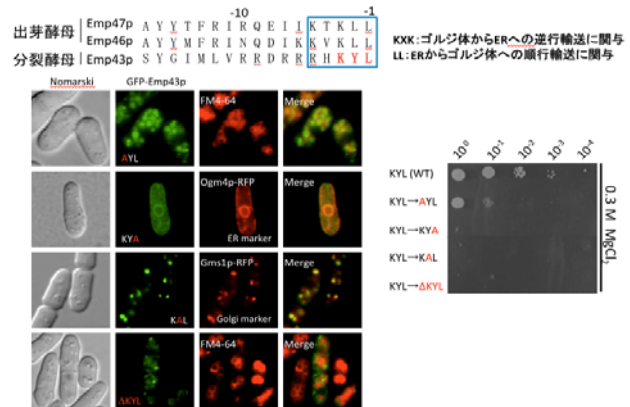 -10 -1
出芽酵母 Emp47p A Y Y T F R I R Q E I I K T K L L
Emp46p A Y Y M F R I N Q D I K K V K L L
分裂酵母 Emp43p S Y G I M L V R R D R R R H K Y L
KXK:ゴルジ体からERへの逆行輸送に関与
LL:ERからゴルジ体への順行輸送に関与
Nomarski GFP-Emp43p
FM4-64 Merge
AYL
Ogm4p-RFP Merge
KYA ER marker
Gms1p-RFP Merge
KAL Golgi marker
FM4-64 Merge
ΔKYL
10⁰ 10⁻¹ 10⁻² 10⁻³ 10⁻⁴
KYL (WT)
KYL→AYL
KYL→KYA
KYL→KAL
KYL→ΔKYL
0.3 M MgCl₂